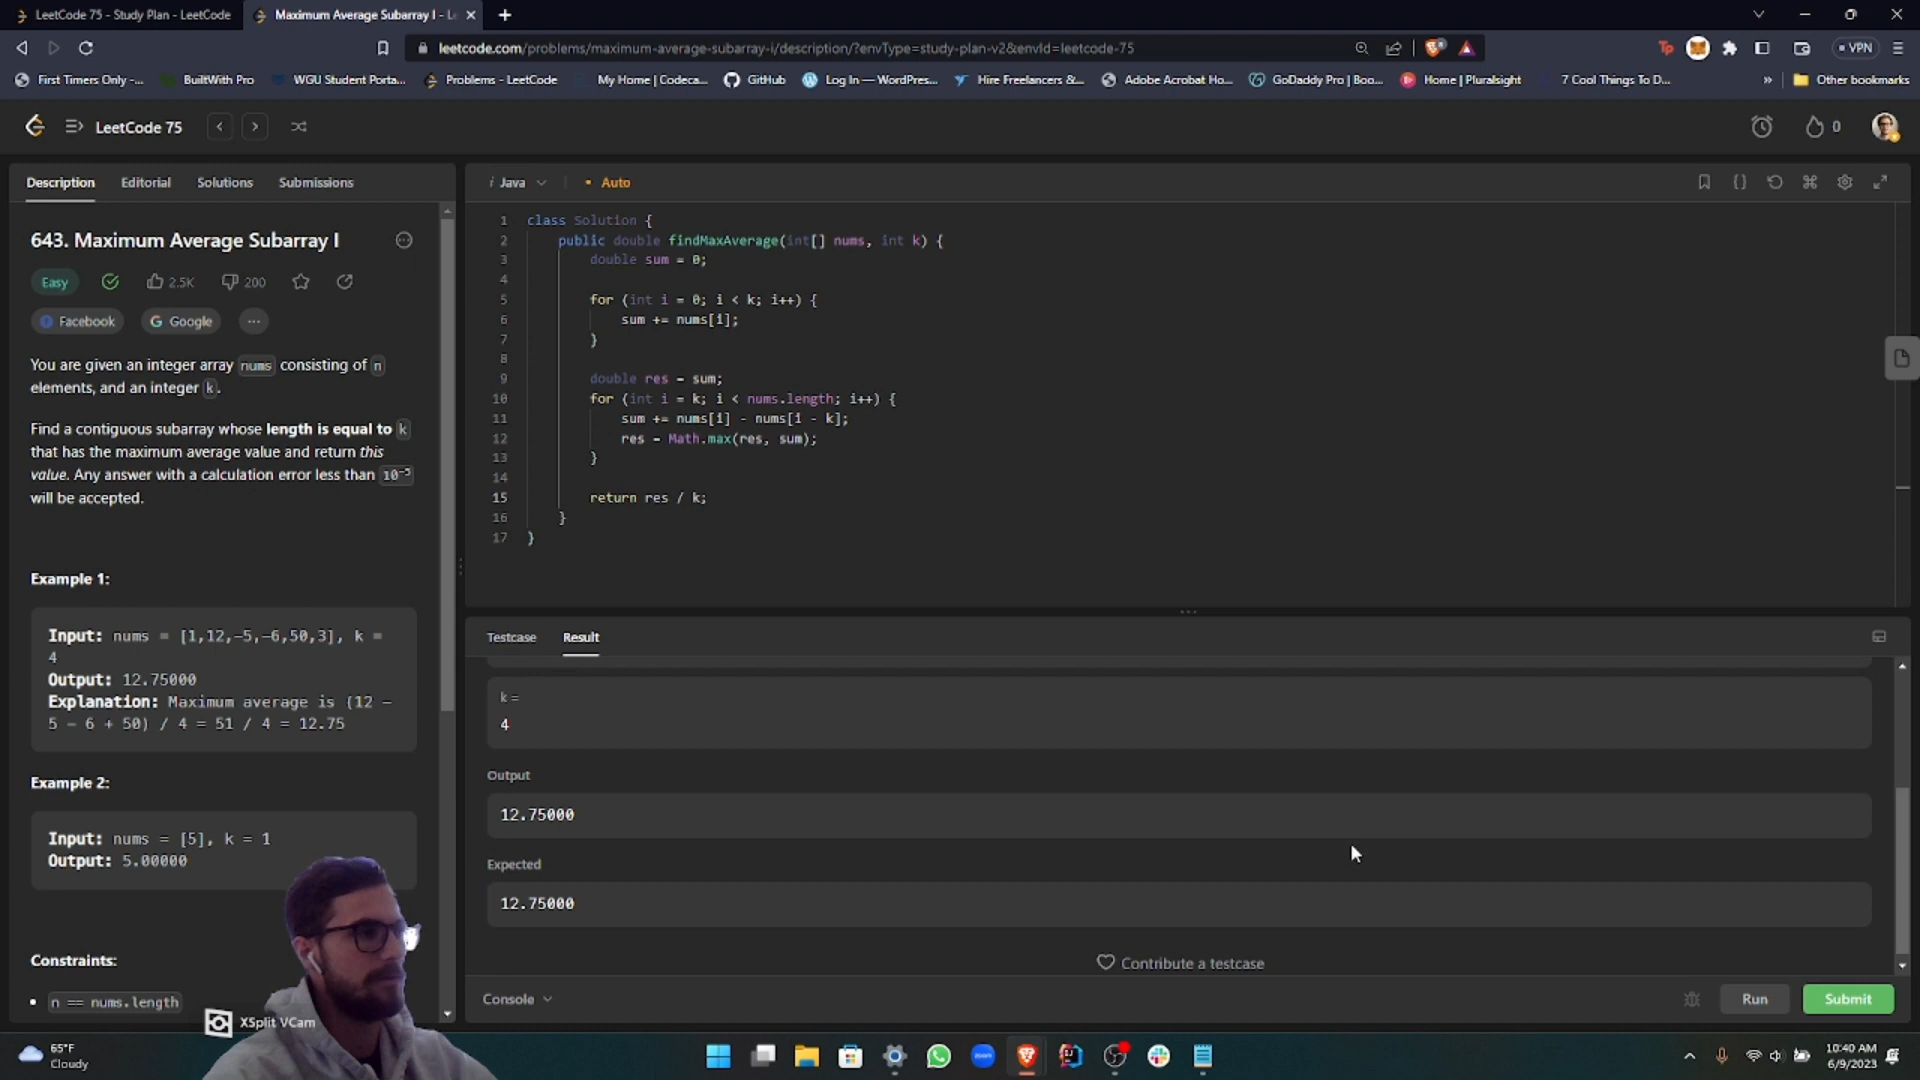 LeetCode 75 - Study Plan - LeetCode
Maximum Average Subarray I - Le
leetcode.com/problems/maximum-average-subarray-i/description/?envType=study-plan-v2&envId=leetcode-75
VPN
First Timers Only -...
BuiltWith Pro
WGU Student Porta...
Problems - LeetCode
My Home | Codeca...
GitHub
Log In — WordPres...
Hire Freelancers &...
Adobe Acrobat Ho...
GoDaddy Pro | Boo...
Home | Pluralsight
7 Cool Things To D...
»
Other bookmarks
LeetCode 75
0
Description
Editorial
Solutions
Submissions
643. Maximum Average Subarray I
Easy
2.5K
200
Facebook
Google
...
You are given an integer array nums consisting of n
elements, and an integer k.
Find a contiguous subarray whose length is equal to k
that has the maximum average value and return this
value. Any answer with a calculation error less than 10⁻⁵
will be accepted.
Example 1:
Input: nums = [1,12,-5,-6,50,3], k =
4
Output: 12.75000
Explanation: Maximum average is (12 -
5 - 6 + 50) / 4 = 51 / 4 = 12.75
Example 2:
Input: nums = [5], k = 1
Output: 5.00000
Constraints:
• n == nums.length
XSplit VCam
i Java
• Auto
1 class Solution {
2 public double findMaxAverage(int[] nums, int k) {
3 double sum = 0;
4
5 for (int i = 0; i < k; i++) {
6 sum += nums[i];
7 }
8
9 double res = sum;
10 for (int i = k; i < nums.length; i++) {
11 sum += nums[i] - nums[i - k];
12 res = Math.max(res, sum);
13 }
14
15 return res / k;
16 }
17 }
Testcase
Result
k =
4
Output
12.75000
Expected
12.75000
Contribute a testcase
Console
Run
Submit
65°F
Cloudy
zoom
10:40 AM
6/9/2023